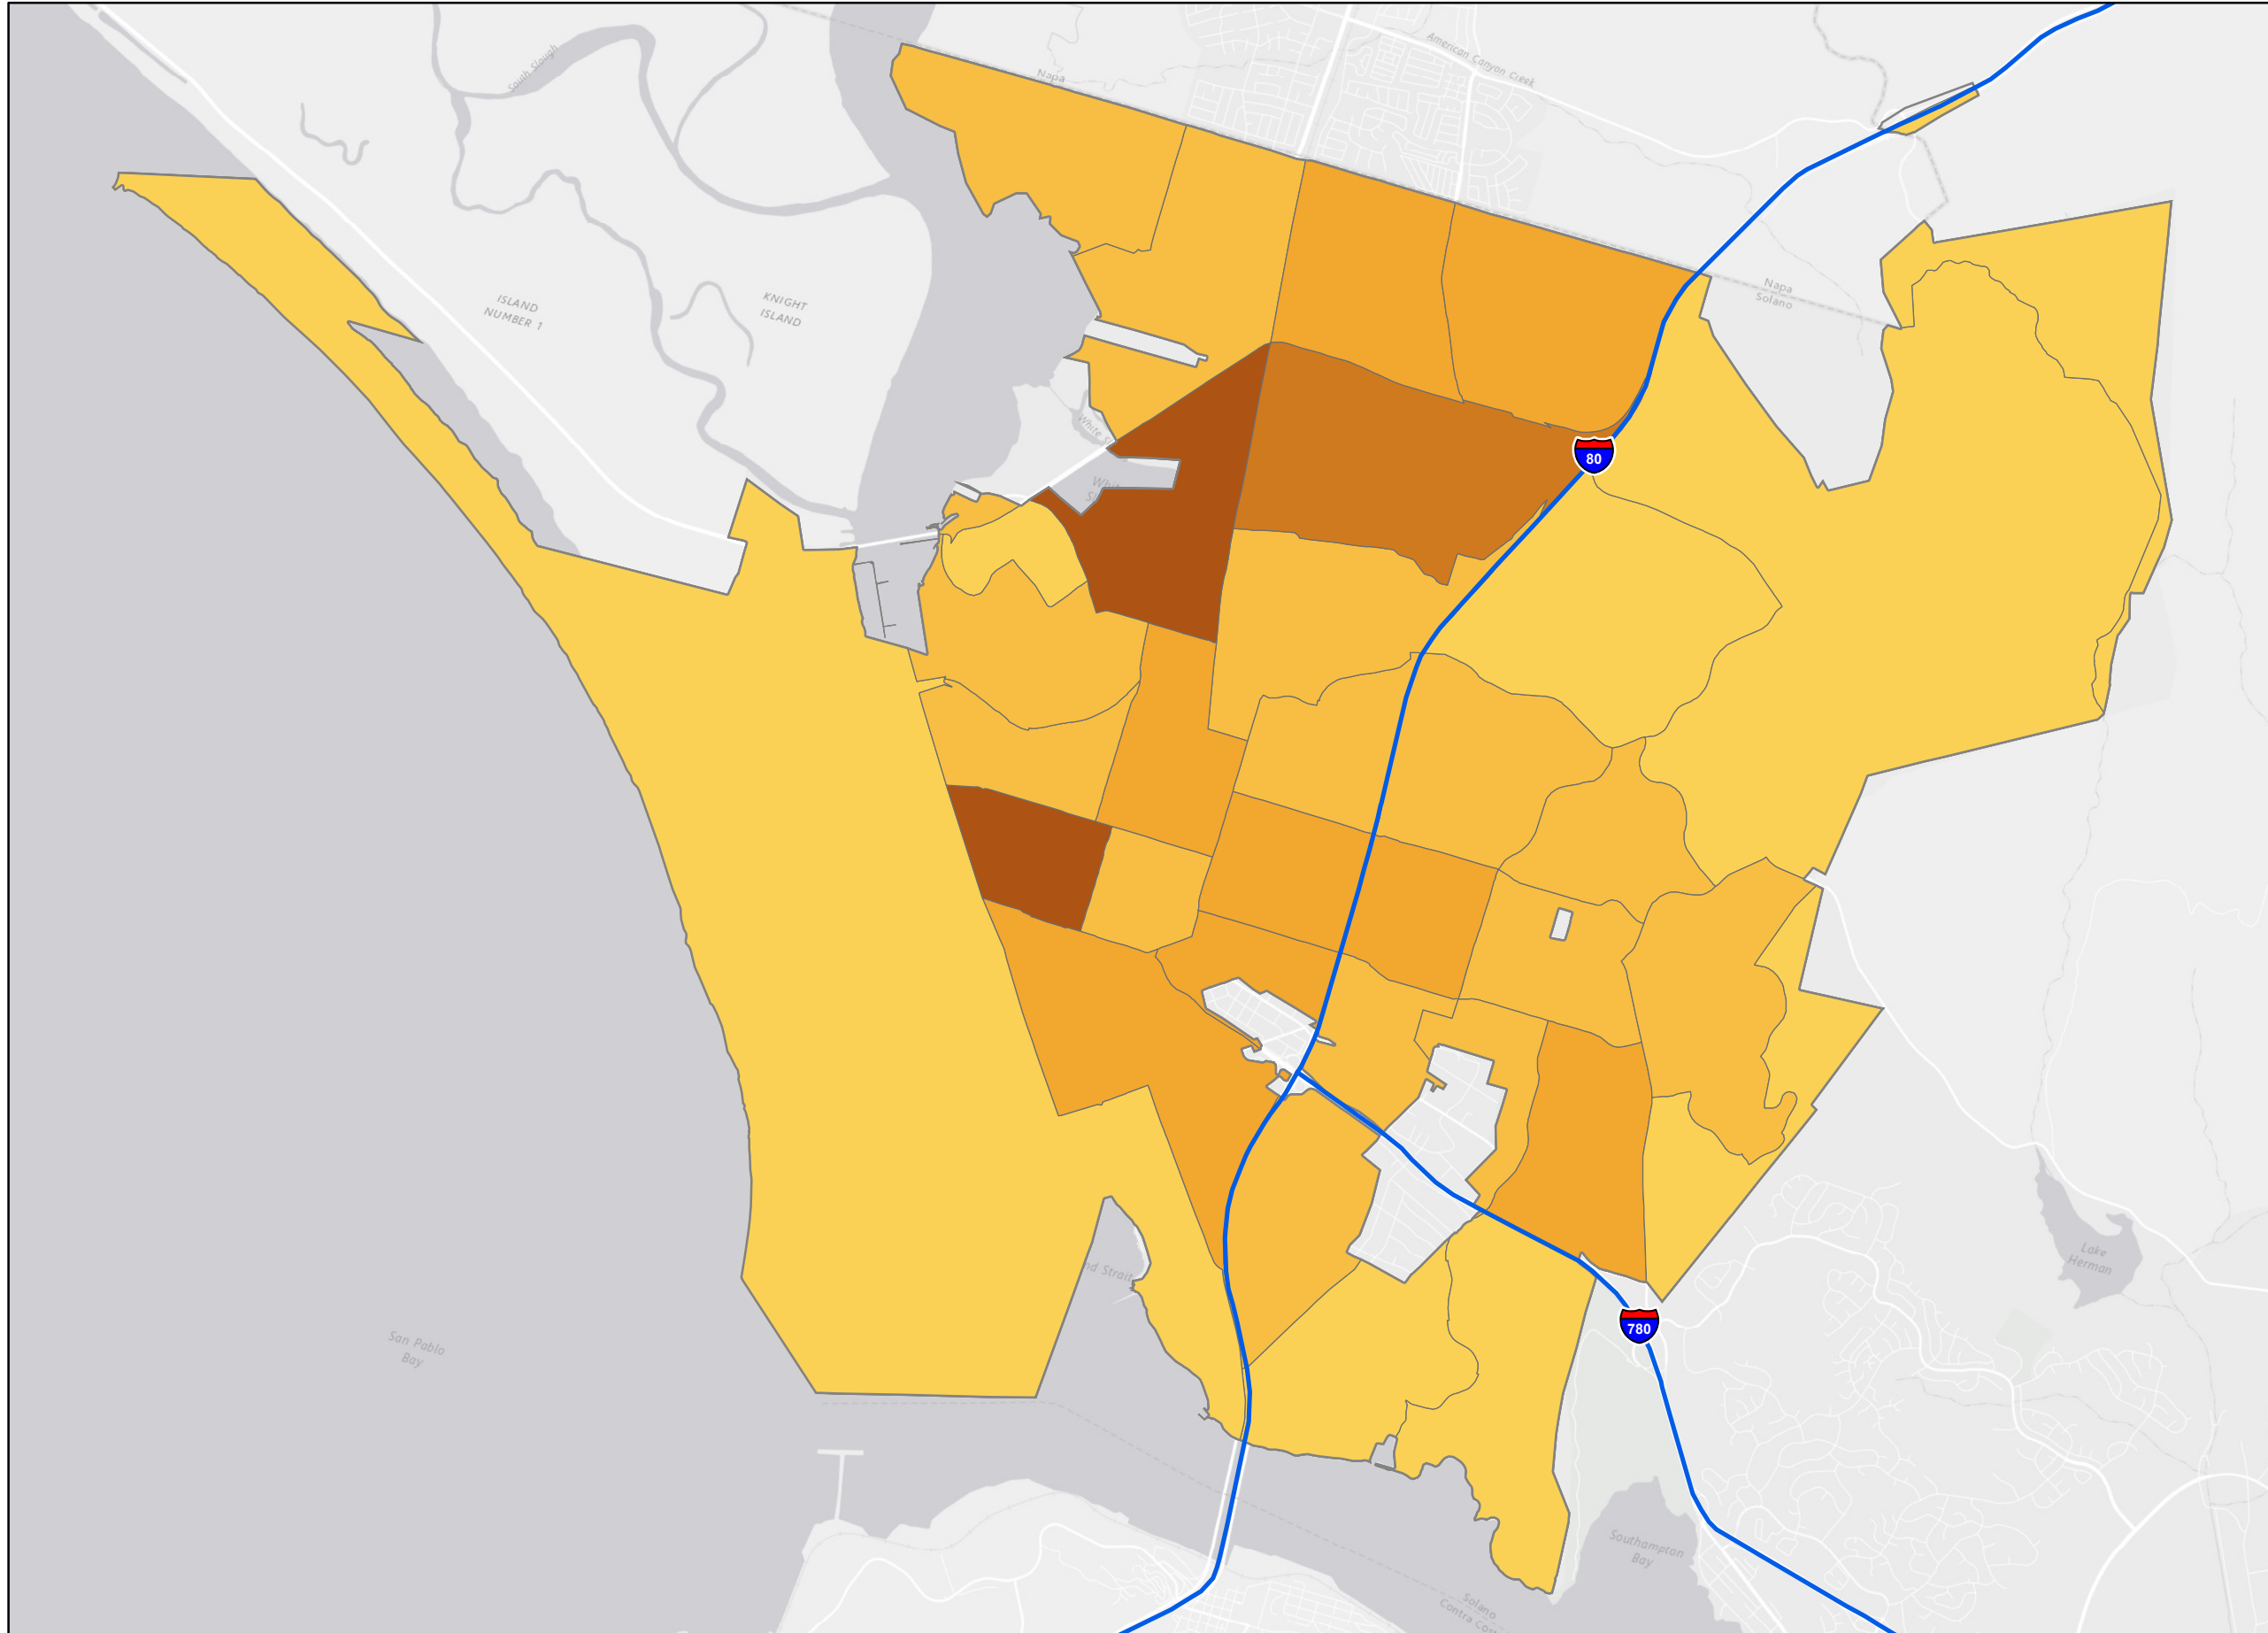 South Slough
Napa
American Canyon Creek
ISLAND
NUMBER 1
KNIGHT
ISLAND
Napa
Solano
80
Lake
Herman
San Pablo
Bay
780
Southampton
Bay
Solano